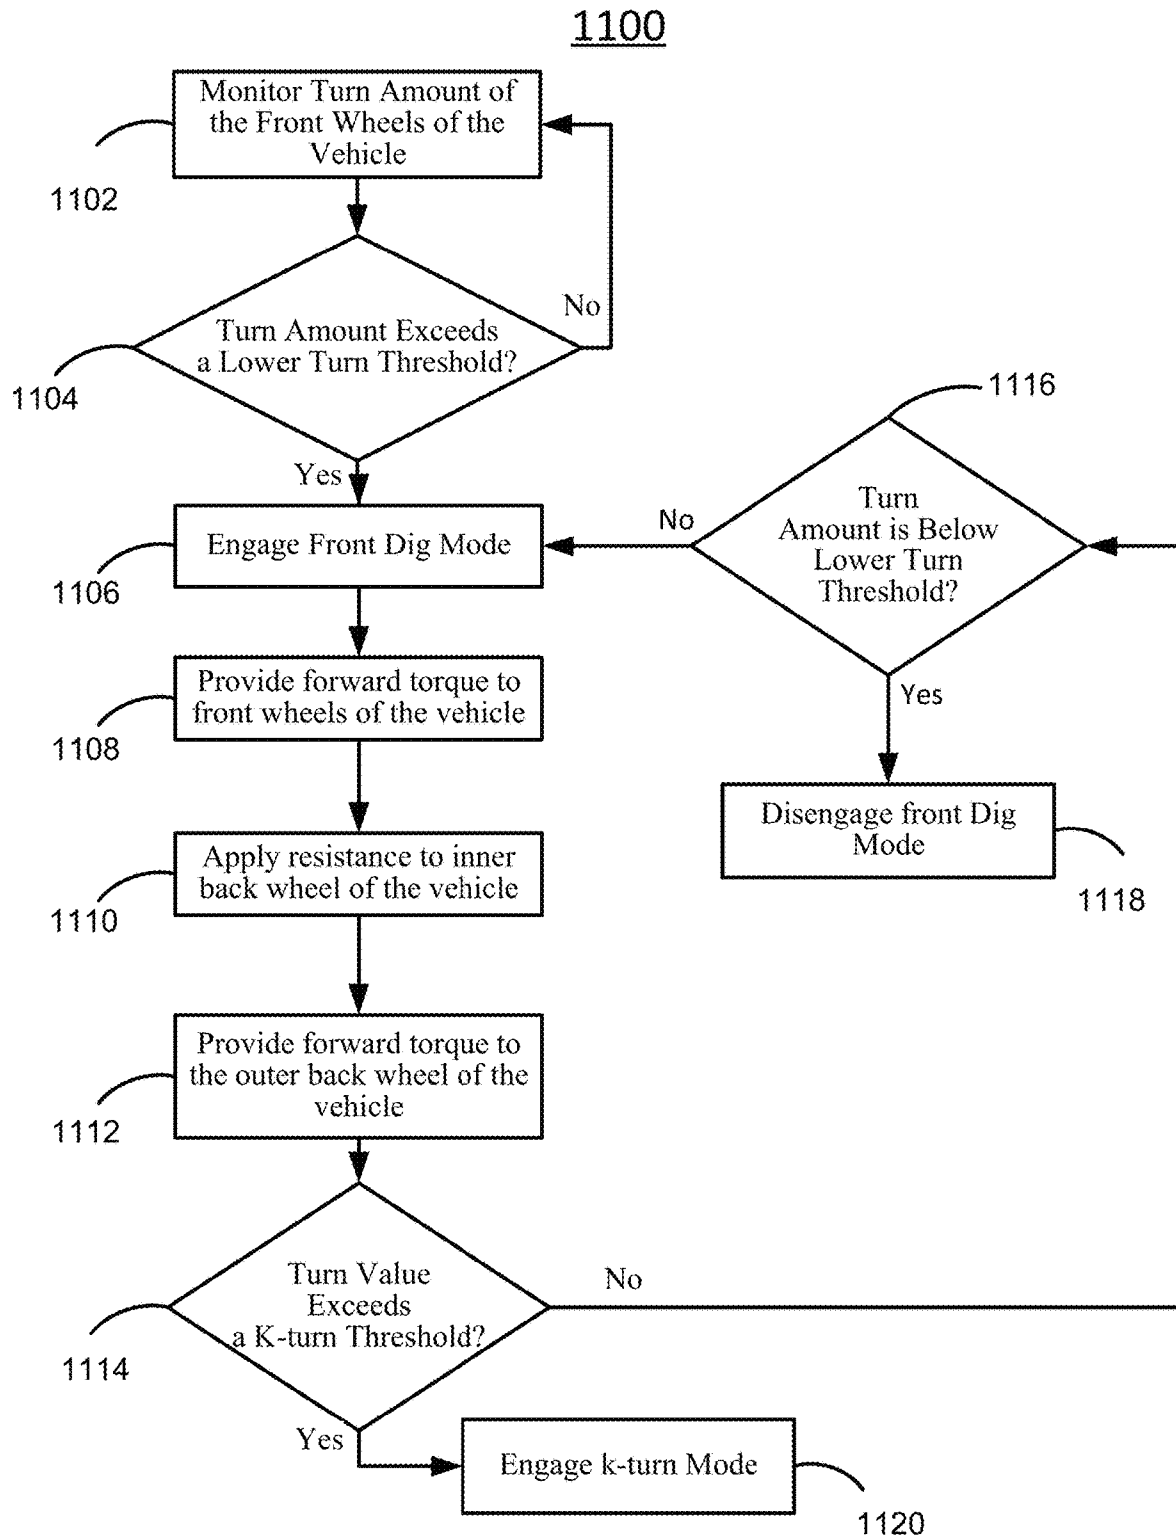 1100
Monitor Turn Amount of
the Front Wheels of the
Vehicle
1102
No
Turn Amount Exceeds
a Lower Turn Threshold?
1104
Yes
Engage Front Dig Mode
1106
Provide forward torque to
front wheels of the vehicle
1108
Apply resistance to inner
back wheel of the vehicle
1110
Provide forward torque to
the outer back wheel of the
vehicle
1112
Turn Value
Exceeds
a K-turn Threshold?
1114
No
Yes
Engage k-turn Mode
1120
1116
Turn
Amount is Below
Lower Turn
Threshold?
No
Yes
Disengage front Dig
Mode
1118